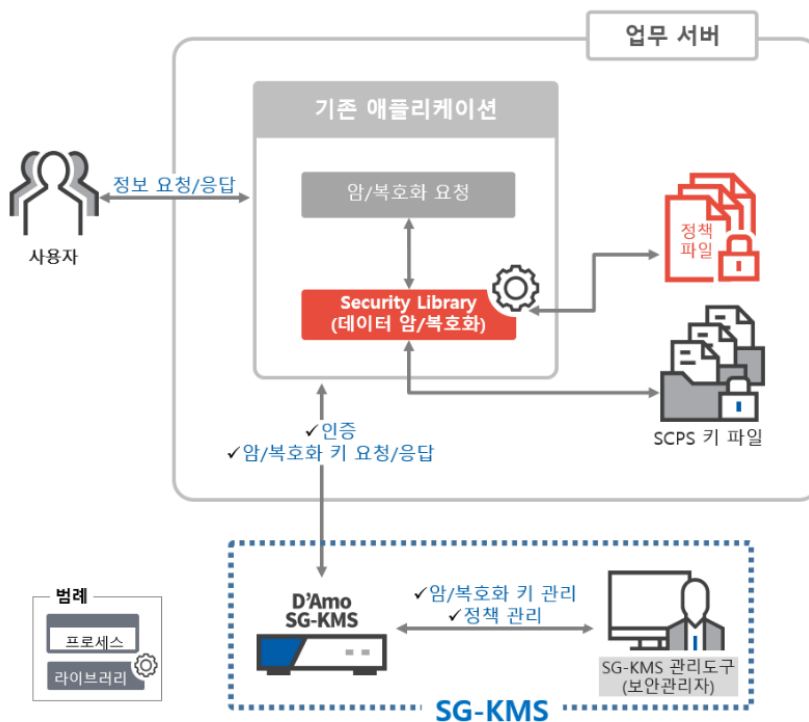 업무 서버
기존 애플리케이션
정보 요청/응답
암/복호화 요청
사용자
정책
파일
Security Library
(데이터 암/복호화)
SCPS 키 파일
✓인증
✓암/복호화 키 요청/응답
범례
프로세스
라이브러리
D'Amo
SG-KMS
✓암/복호화 키 관리
✓정책 관리
SG-KMS 관리도구
(보안관리자)
SG-KMS